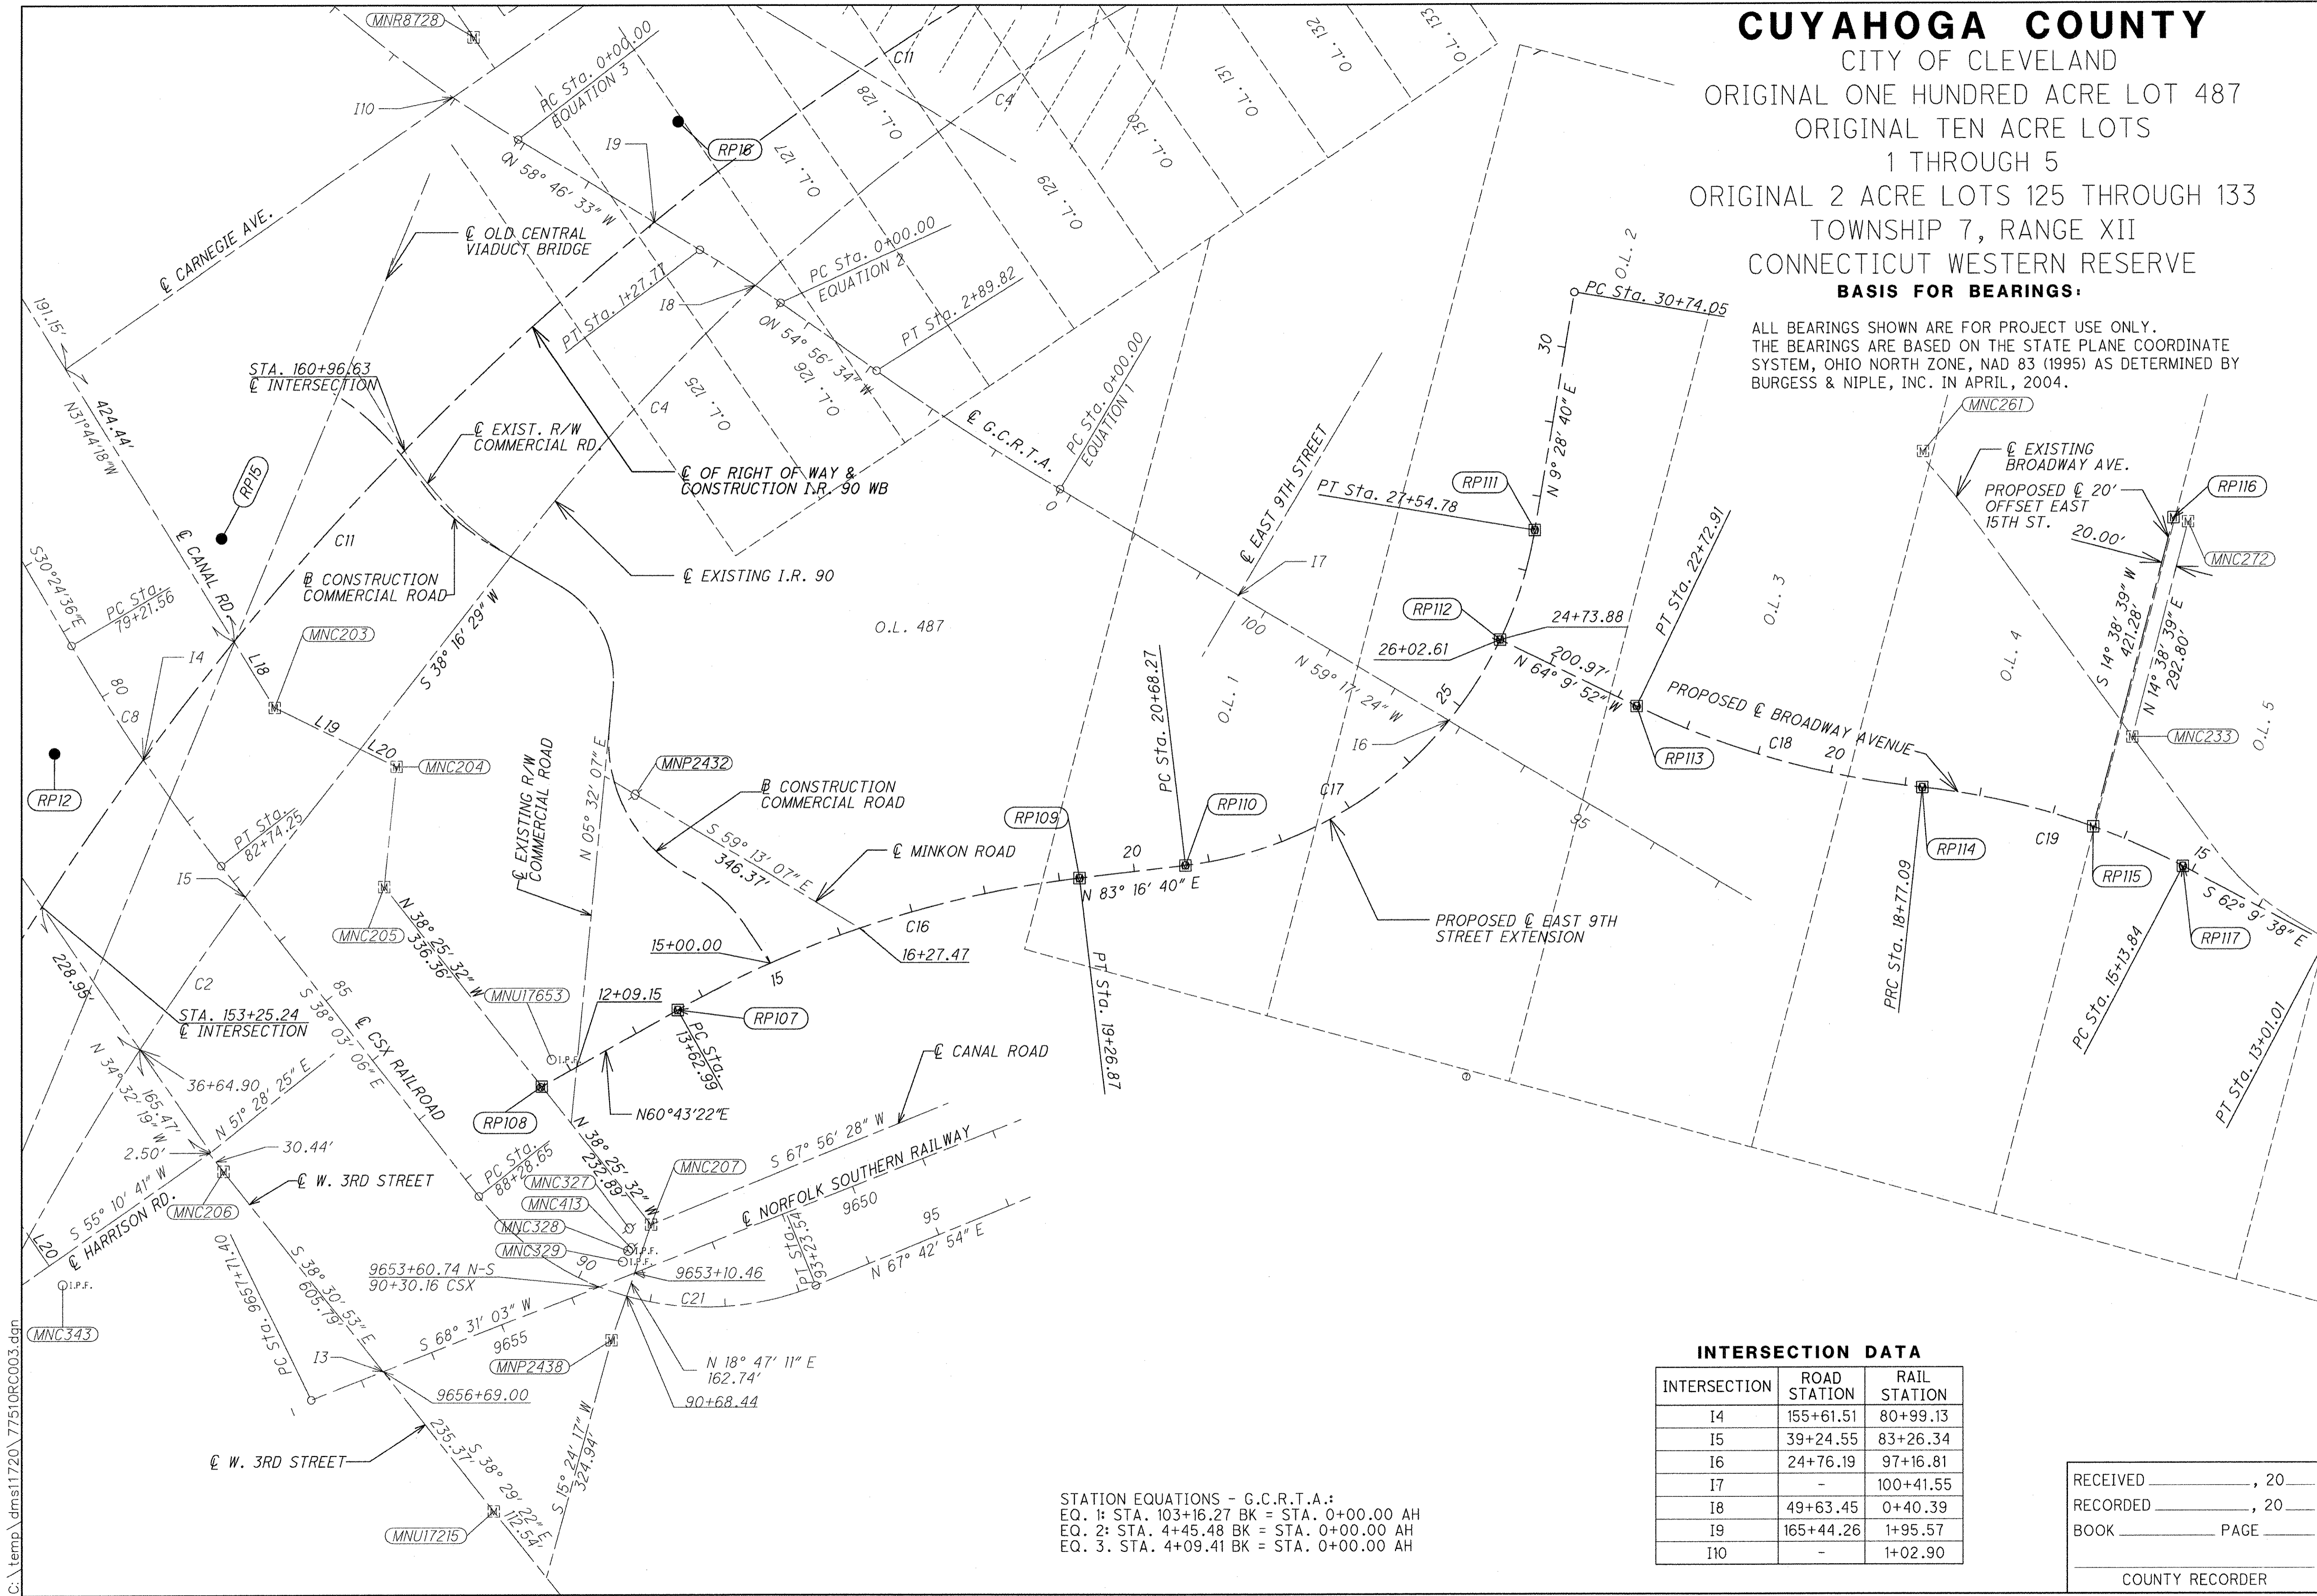 CUYAHOGA COUNTY
CITY OF CLEVELAND
ORIGINAL ONE HUNDRED ACRE LOT 487
ORIGINAL TEN ACRE LOTS
1 THROUGH 5
ORIGINAL 2 ACRE LOTS 125 THROUGH 133
TOWNSHIP 7, RANGE XII
CONNECTICUT WESTERN RESERVE
BASIS FOR BEARINGS:
ALL BEARINGS SHOWN ARE FOR PROJECT USE ONLY.
THE BEARINGS ARE BASED ON THE STATE PLANE COORDINATE
SYSTEM, OHIO NORTH ZONE, NAD 83 (1995) AS DETERMINED BY
BURGESS & NIPLE, INC. IN APRIL, 2004.
MNR8728
I10
RC Sta. 0+00.00
EQUATION 3
I9
N 58° 46' 33" W
RP16
C11
C4
O.L. 133
O.L. 132
O.L. 131
O.L. 130
O.L. 129
O.L. 128
O.L. 127
O.L. 126
O.L. 125
℄ CARNEGIE AVE.
℄ OLD CENTRAL
VIADUCT BRIDGE
PT Sta. 1+27.77
I8
PC Sta. 0+00.00
EQUATION 2
N 54° 56' 34" W
PT Sta. 2+89.82
C4
℄ G.C.R.T.A.
PC Sta. 0+00.00
EQUATION 1
0
191.15'
424.44'
N31°44'18"W
STA. 160+96.63
℄ INTERSECTION
℄ EXIST. R/W
COMMERCIAL RD.
℄ OF RIGHT OF WAY &
CONSTRUCTION I.R. 90 WB
RP15
C11
℄ CANAL RD.
B CONSTRUCTION
COMMERCIAL ROAD
℄ EXISTING I.R. 90
S30°24'36"E
PC Sta.
79+21.56
MNC203
L18
S 38° 16' 29" W
O.L. 487
I4
80
C8
L19
L20
MNC204
RP12
PT Sta.
82+74.25
I5
MNC205
N 38° 25' 32" W
336.36'
℄ EXISTING R/W
COMMERCIAL ROAD
N 05° 32' 07" E
MNP2432
B CONSTRUCTION
COMMERCIAL ROAD
S 59° 13' 07" E
346.37'
℄ MINKON ROAD
℄ EAST 9TH STREET
I7
100
N 59° 17' 24" W
I6
95
O.L. 1
O.L. 2
O.L. 3
O.L. 4
O.L. 5
PC Sta. 30+74.05
30
N 9° 28' 40" E
RP111
PT Sta. 27+54.78
RP112
24+73.88
26+02.61
200.97'
N 64° 9' 52" W
PT Sta. 22+72.91
25
PROPOSED ℄ BROADWAY AVENUE
C18
20
RP113
MNC261
℄ EXISTING
BROADWAY AVE.
PROPOSED ℄ 20'
OFFSET EAST
15TH ST.
20.00'
RP116
MNC272
S 14° 38' 39" W
421.28'
N 14° 38' 39" E
292.80'
MNC233
PC Sta. 20+68.27
RP109
RP110
C17
20
N 83° 16' 40" E
C16
16+27.47
15+00.00
15
PROPOSED ℄ EAST 9TH
STREET EXTENSION
PT Sta. 19+26.87
PRC Sta. 18+77.09
RP114
C19
RP115
15
S 62° 9' 38" E
RP117
PC Sta. 15+13.84
PT Sta. 13+01.01
228.95'
C2
STA. 153+25.24
℄ INTERSECTION
85
S 38° 03' 06" E
℄ CSX RAILROAD
MNU17653
I.P.F.
12+09.15
PC Sta.
13+62.99
RP107
RP108
N60°43'22"E
℄ CANAL ROAD
36+64.90
N 34° 32' 19" W
165.47'
N 51° 28' 25" E
2.50'
30.44'
℄ W. 3RD STREET
S 55° 10' 41" W
℄ HARRISON RD.
L20
MNC206
I.P.F.
MNC343
PC Sta. 9657+71.40
S 38° 30' 53" E
605.79'
PC Sta.
88+28.65
N 38° 25' 32" W
232.89'
MNC207
S 67° 56' 28" W
MNC327
MNC413
MNC328
MNC329
I.P.F.
I.P.F.
℄ NORFOLK SOUTHERN RAILWAY
9650
95
PT Sta. 93+23.54
N 67° 42' 54" E
9653+60.74 N-S
90+30.16 CSX
90
9653+10.46
C21
S 68° 31' 03" W
9655
I3
MNP2438
N 18° 47' 11" E
162.74'
90+68.44
9656+69.00
℄ W. 3RD STREET
235.37'
S 38° 29' 22" E
112.54'
S 15° 24' 17" W
324.94'
MNU17215
STATION EQUATIONS - G.C.R.T.A.:
EQ. 1: STA. 103+16.27 BK = STA. 0+00.00 AH
EQ. 2: STA. 4+45.48 BK = STA. 0+00.00 AH
EQ. 3. STA. 4+09.41 BK = STA. 0+00.00 AH
INTERSECTION DATA
INTERSECTION ROAD STATION RAIL STATION
I4 155+61.51 80+99.13
I5 39+24.55 83+26.34
I6 24+76.19 97+16.81
I7 - 100+41.55
I8 49+63.45 0+40.39
I9 165+44.26 1+95.57
I10 - 1+02.90
RECEIVED , 20
RECORDED , 20
BOOK PAGE
COUNTY RECORDER
C:\temp\dms11720\77510RC003.dgn